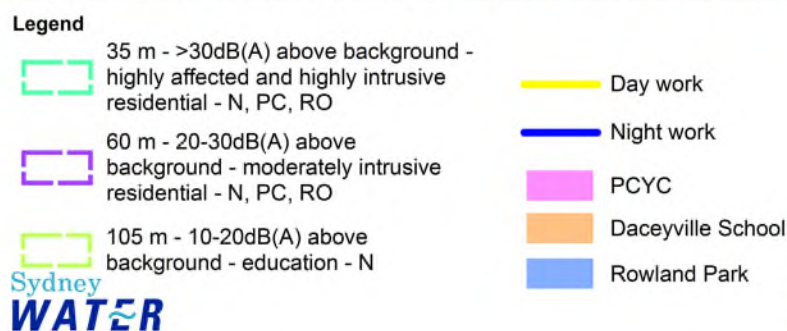 Legend
35 m - >30dB(A) above background -
highly affected and highly intrusive
residential - N, PC, RO
60 m - 20-30dB(A) above
background - moderately intrusive
residential - N, PC, RO
105 m - 10-20dB(A) above
background - education - N
Sydney
WATER
Day work
Night work
PCYC
Daceyville School
Rowland Park